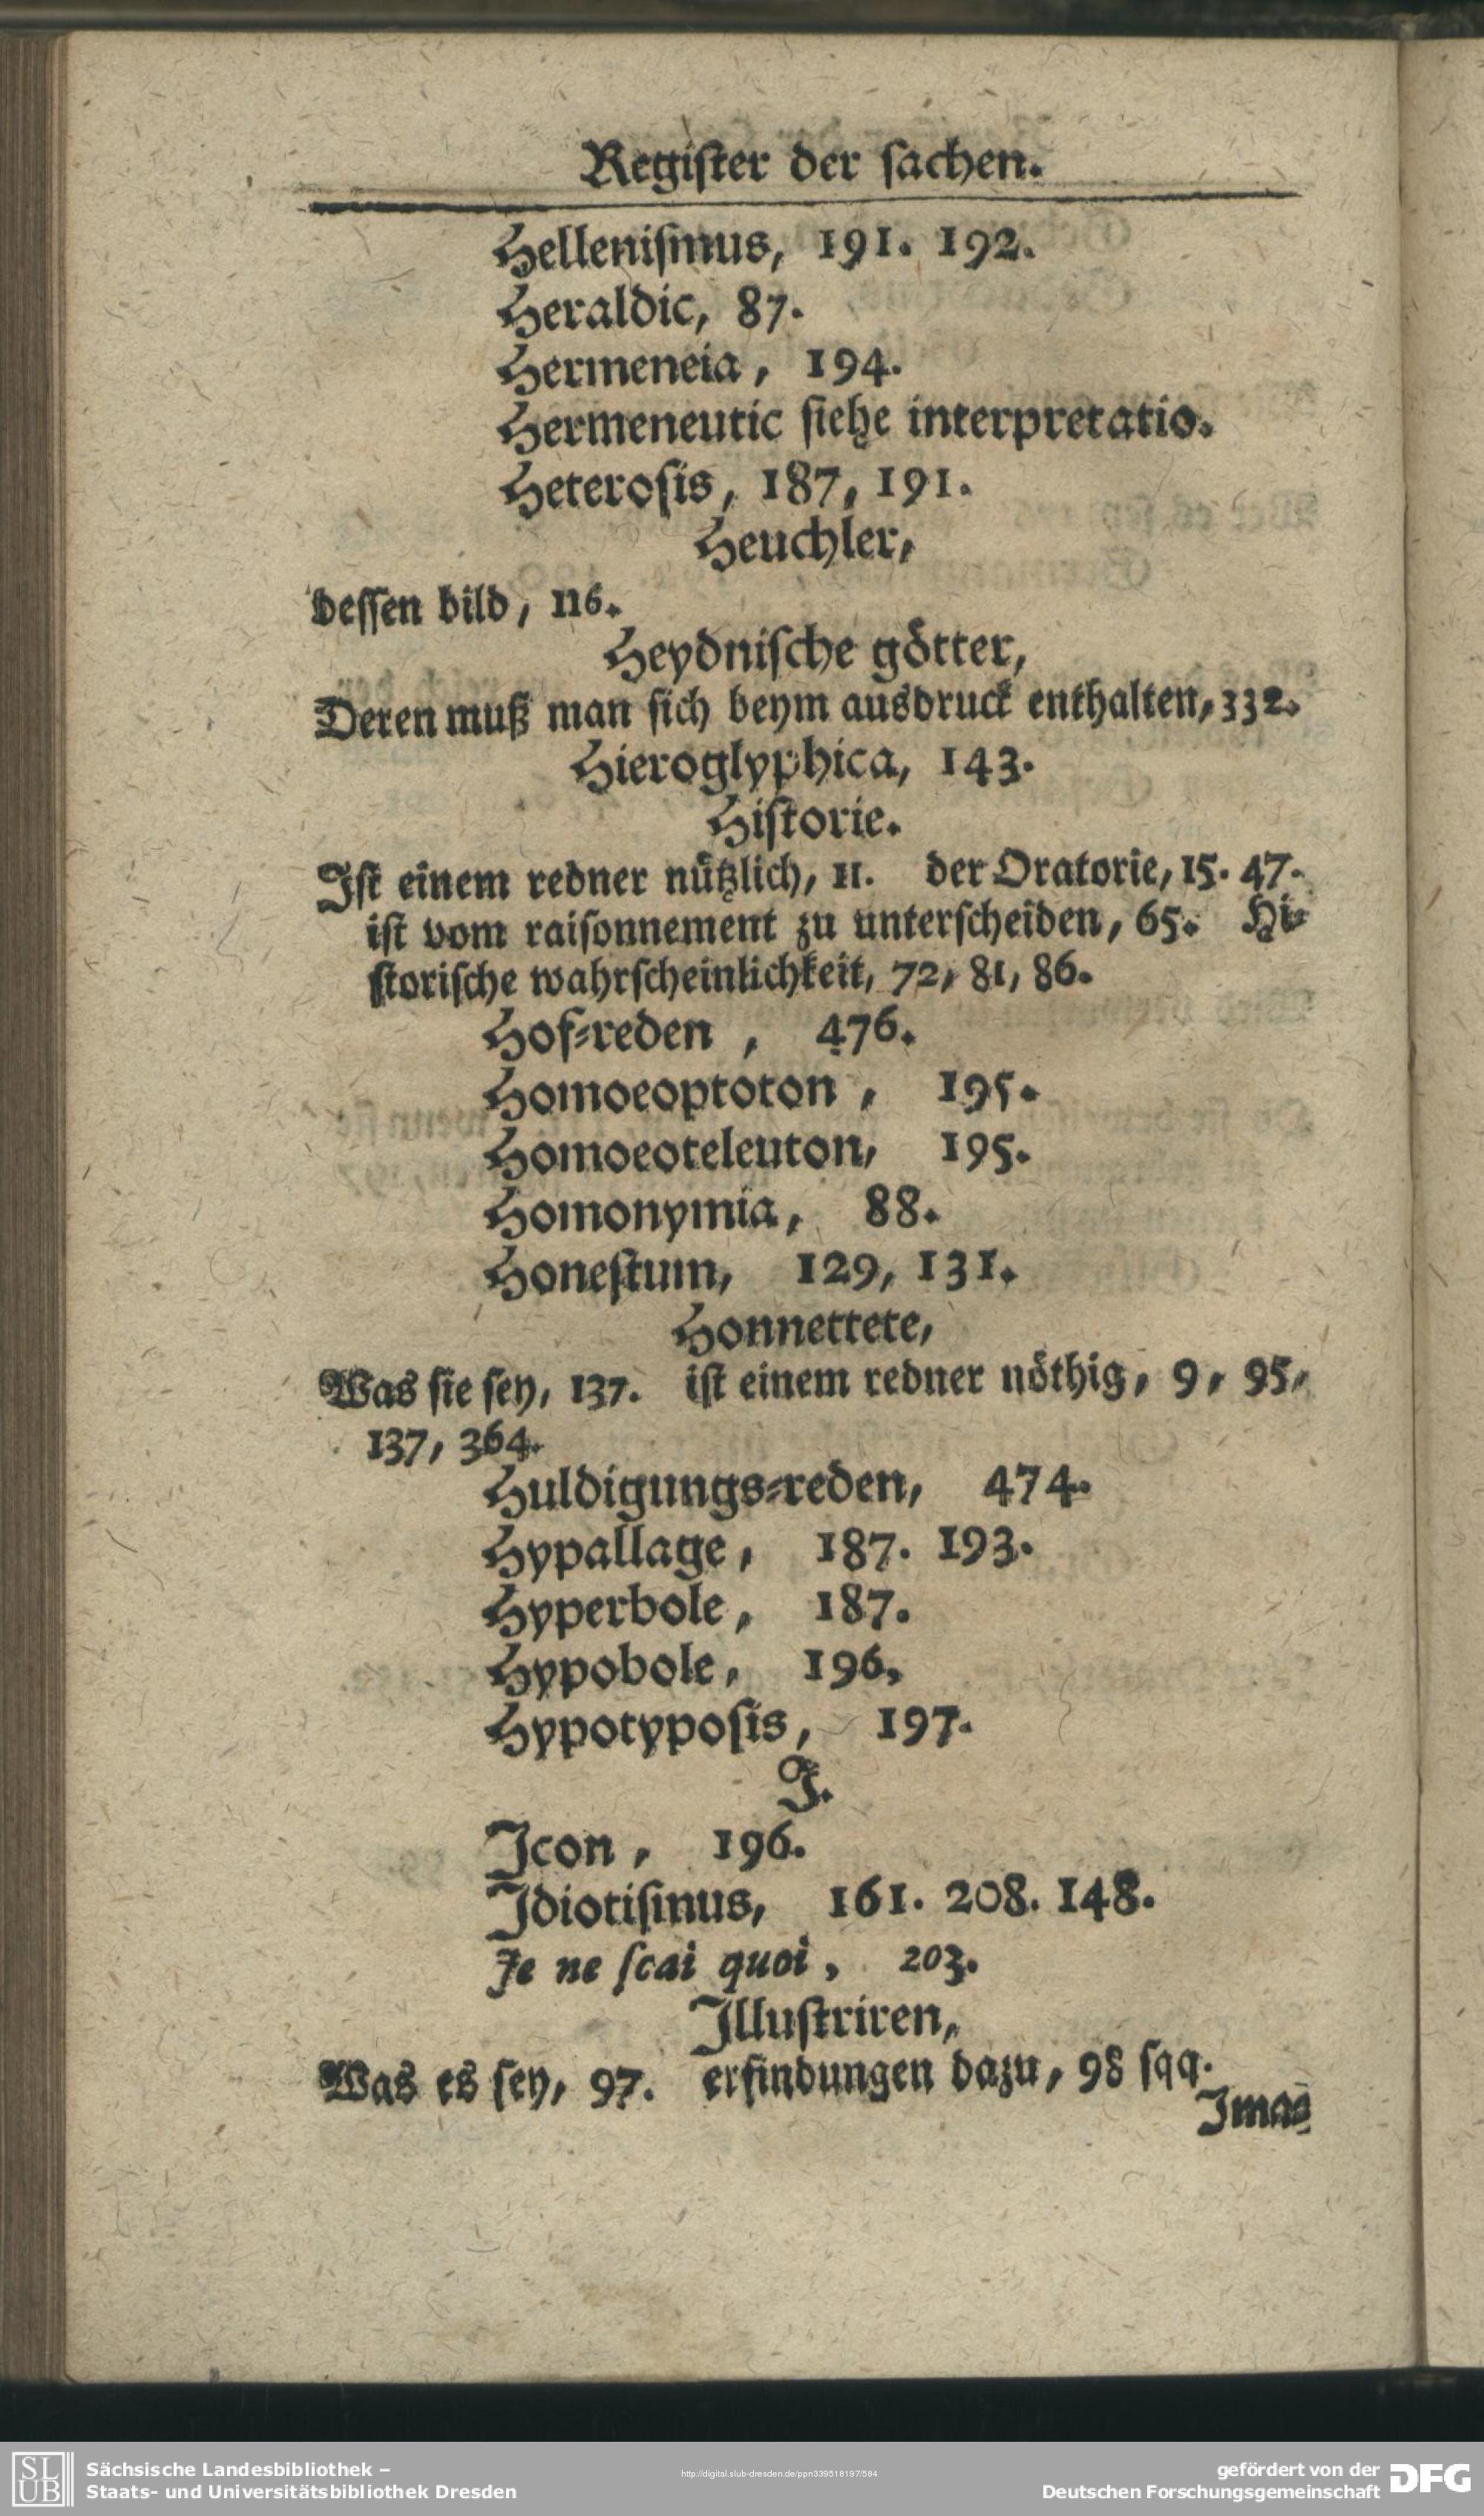 Regiſter der ſachen.
Hellenismus, 191. 192.
Heraldic, 87.
Hermeneia, 194.
Hermeneutic ſiehe interpretatio.
Heteroſis, 187, 191.
Heuchler,
deſſen bild, 116.
Heydniſche götter,
Deren muß man ſich beym ausdruck enthalten, 332.
Hieroglyphica, 143.
Hiſtorie.
Iſt einem redner nützlich, 11. der Oratorie, 15. 47.
iſt vom raiſonnement zu unterſcheiden, 65. Hi-
ſtoriſche wahrſcheinlichkeit, 72, 81, 86.
Hof-reden, 476.
Homoeoptoton, 195.
Homoeoteleuton, 195.
Homonymia, 88.
Honeſtum, 129, 131.
Honnettete,
Was ſie ſey, 137. iſt einem redner nöthig, 9, 95,
137, 364.
Huldigungs-reden, 474.
Hypallage, 187. 193.
Hyperbole, 187.
Hypobole, 196,
Hypotypoſis, 197.
J.
Icon, 196.
Idiotiſmus, 161. 208. 148.
Je ne ſcai quoi, 203.
Illuſtriren,
Was es ſey, 97. erfindungen dazu, 98 ſqq.
Ima-
SLUB
Sächsische Landesbibliothek –
Staats- und Universitätsbibliothek Dresden
http://digital.slub-dresden.de/ppn339518197/584
gefördert von der
Deutschen Forschungsgemeinschaft
DFG